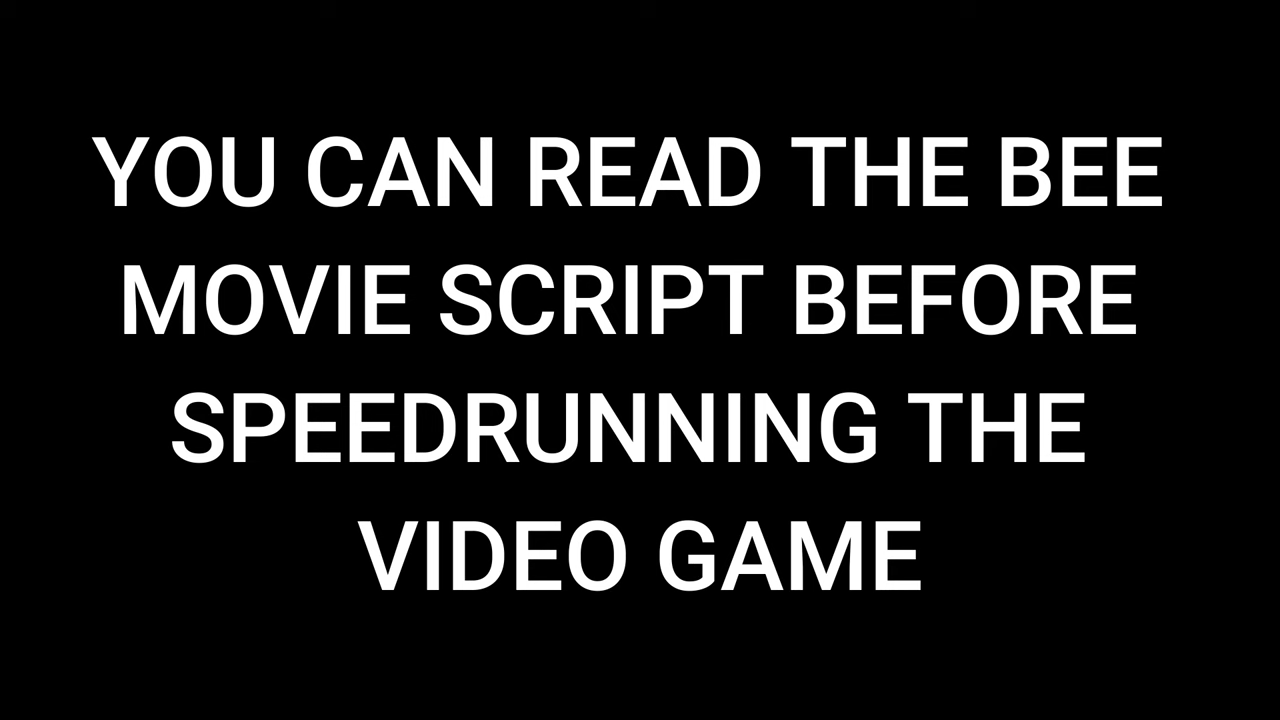 YOU CAN READ THE BEE
MOVIE SCRIPT BEFORE
SPEEDRUNNING THE
VIDEO GAME